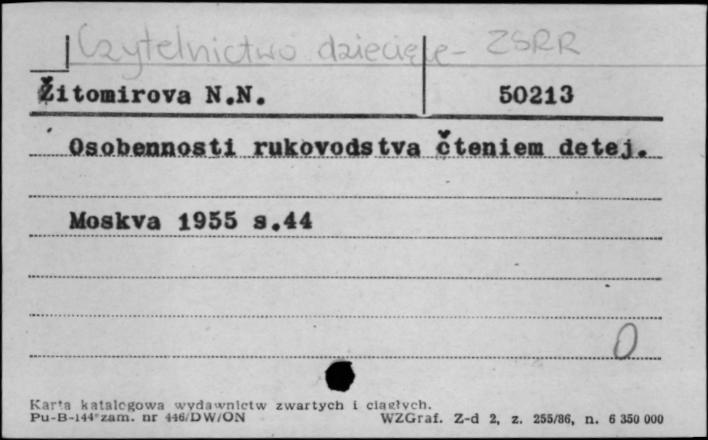 Czytelnictwo dziecięce - ZSRR
Žitomirova N.N. 50213
Osobennosti rukovodstva čteniem detej.
Moskva 1955 s.44
0
Karta katalogowa wydawnictw zwartych i ciągłych.
Pu-B-144 zam. nr 446/DW/ON WZGraf. Z-d 2, z. 255/86, n. 6 350 000